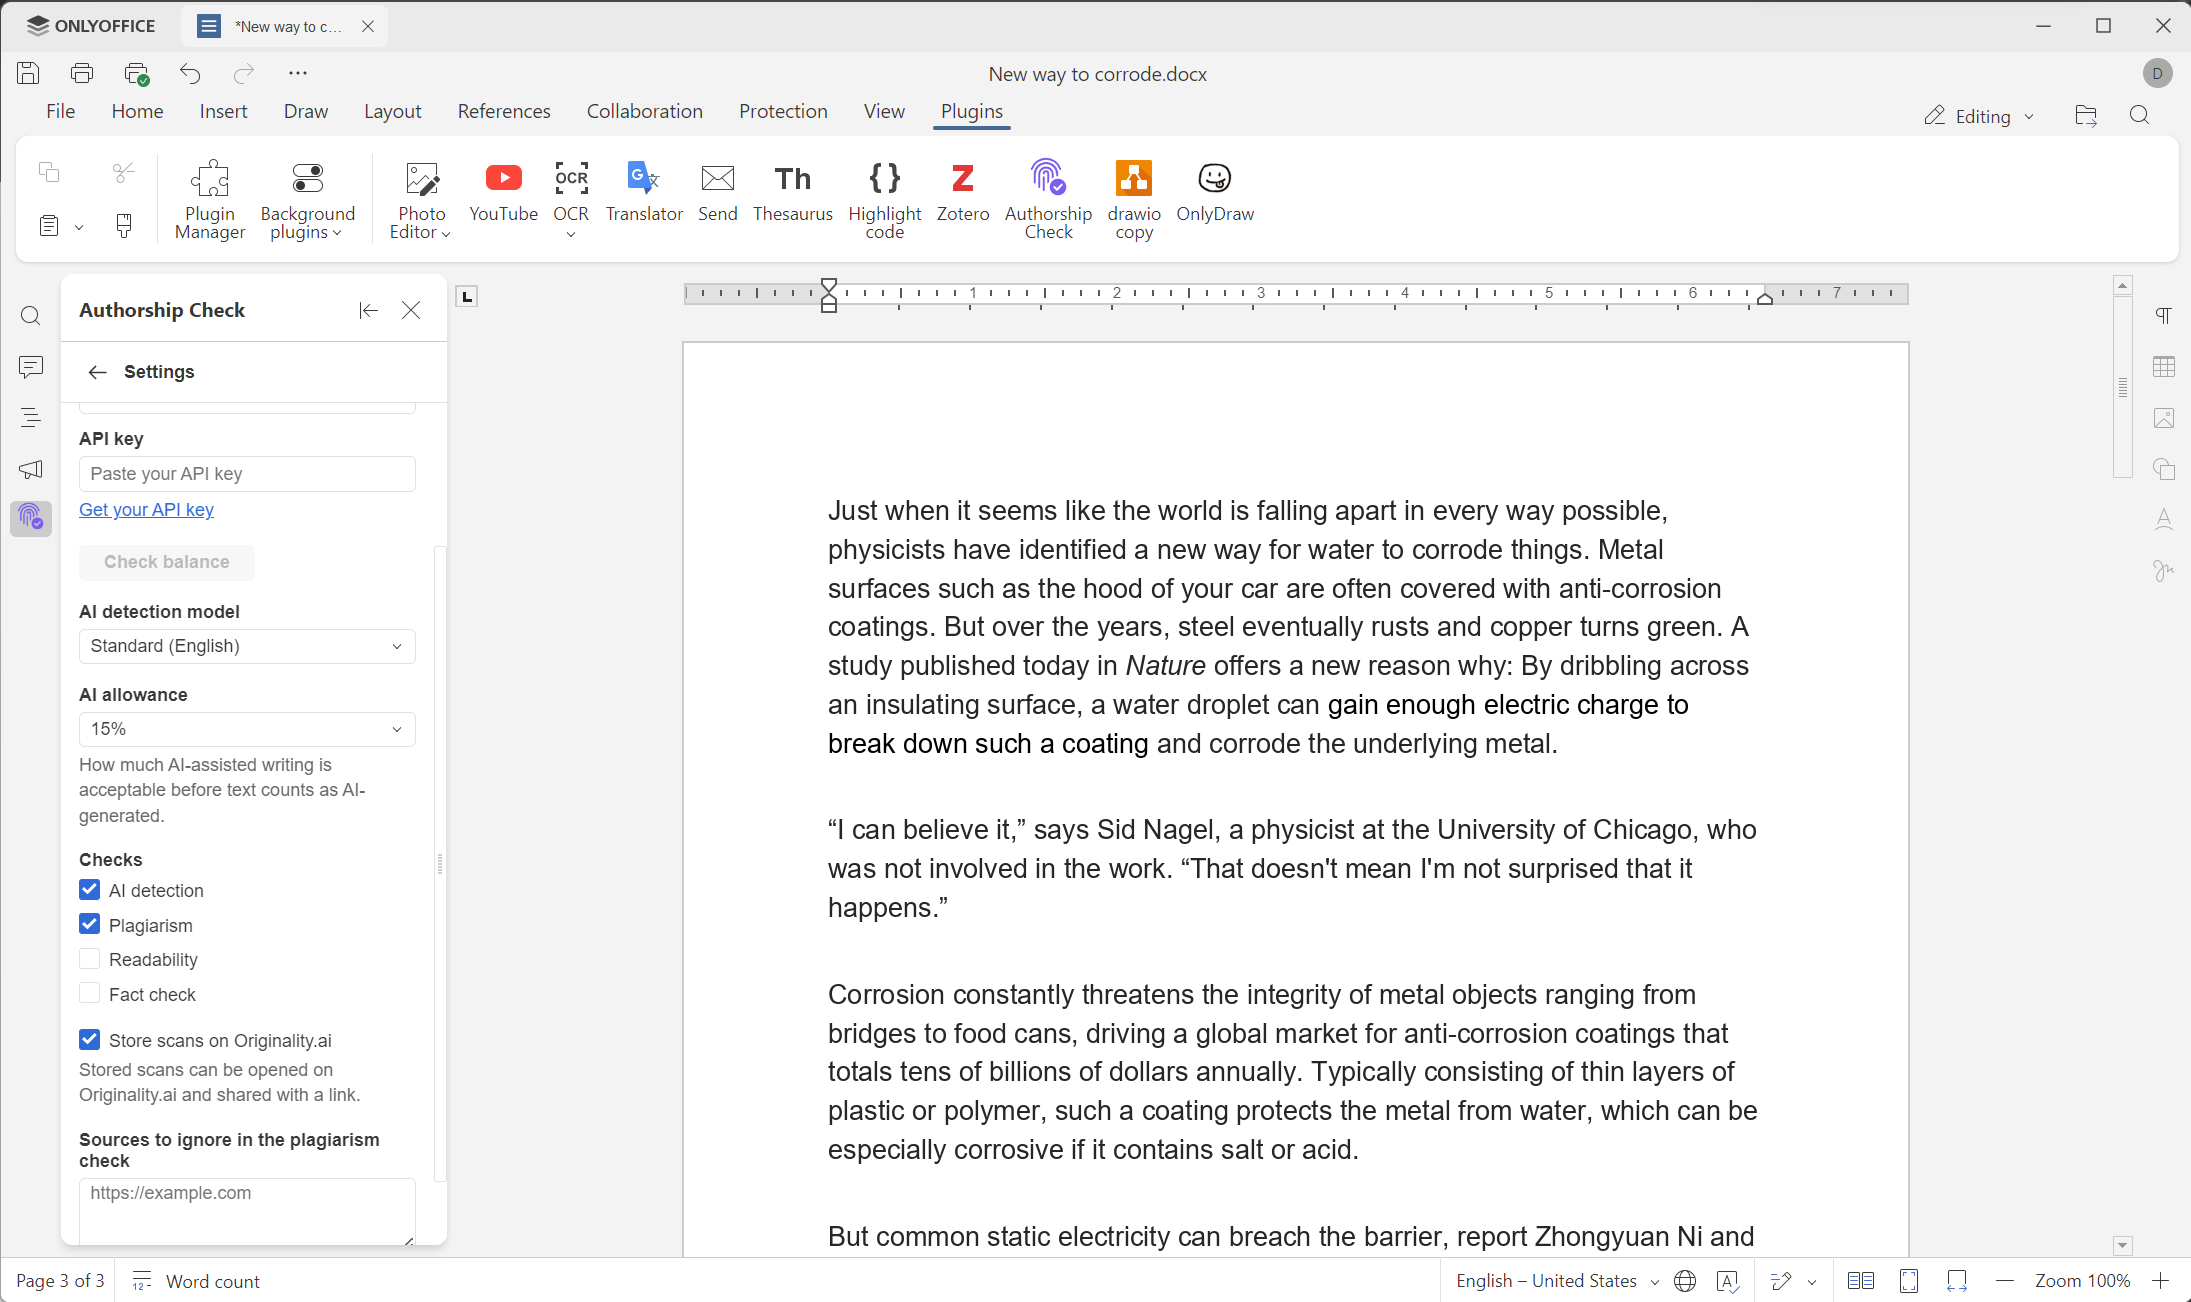 ONLYOFFICE
*New way to c...
New way to corrode.docx
D
File
Home
Insert
Draw
Layout
References
Collaboration
Protection
View
Plugins
Editing
Plugin
Manager
Background
plugins
Photo
Editor
YouTube
OCR
OCR
Translator
Send
Th
Thesaurus
{ }
Highlight
code
Z
Zotero
Authorship
Check
drawio
copy
OnlyDraw
Authorship Check
Settings
API key
Paste your API key
Get your API key
Check balance
AI detection model
Standard (English)
AI allowance
15%
How much AI-assisted writing is
acceptable before text counts as AI-
generated.
Checks
AI detection
Plagiarism
Readability
Fact check
Store scans on Originality.ai
Stored scans can be opened on
Originality.ai and shared with a link.
Sources to ignore in the plagiarism
check
https://example.com
L
1 2 3 4 5 6 7
Just when it seems like the world is falling apart in every way possible,
physicists have identified a new way for water to corrode things. Metal
surfaces such as the hood of your car are often covered with anti-corrosion
coatings. But over the years, steel eventually rusts and copper turns green. A
study published today in Nature offers a new reason why: By dribbling across
an insulating surface, a water droplet can gain enough electric charge to
break down such a coating and corrode the underlying metal.
“I can believe it,” says Sid Nagel, a physicist at the University of Chicago, who
was not involved in the work. “That doesn't mean I'm not surprised that it
happens.”
Corrosion constantly threatens the integrity of metal objects ranging from
bridges to food cans, driving a global market for anti-corrosion coatings that
totals tens of billions of dollars annually. Typically consisting of thin layers of
plastic or polymer, such a coating protects the metal from water, which can be
especially corrosive if it contains salt or acid.
But common static electricity can breach the barrier, report Zhongyuan Ni and
Page 3 of 3
Word count
English – United States
Zoom 100%